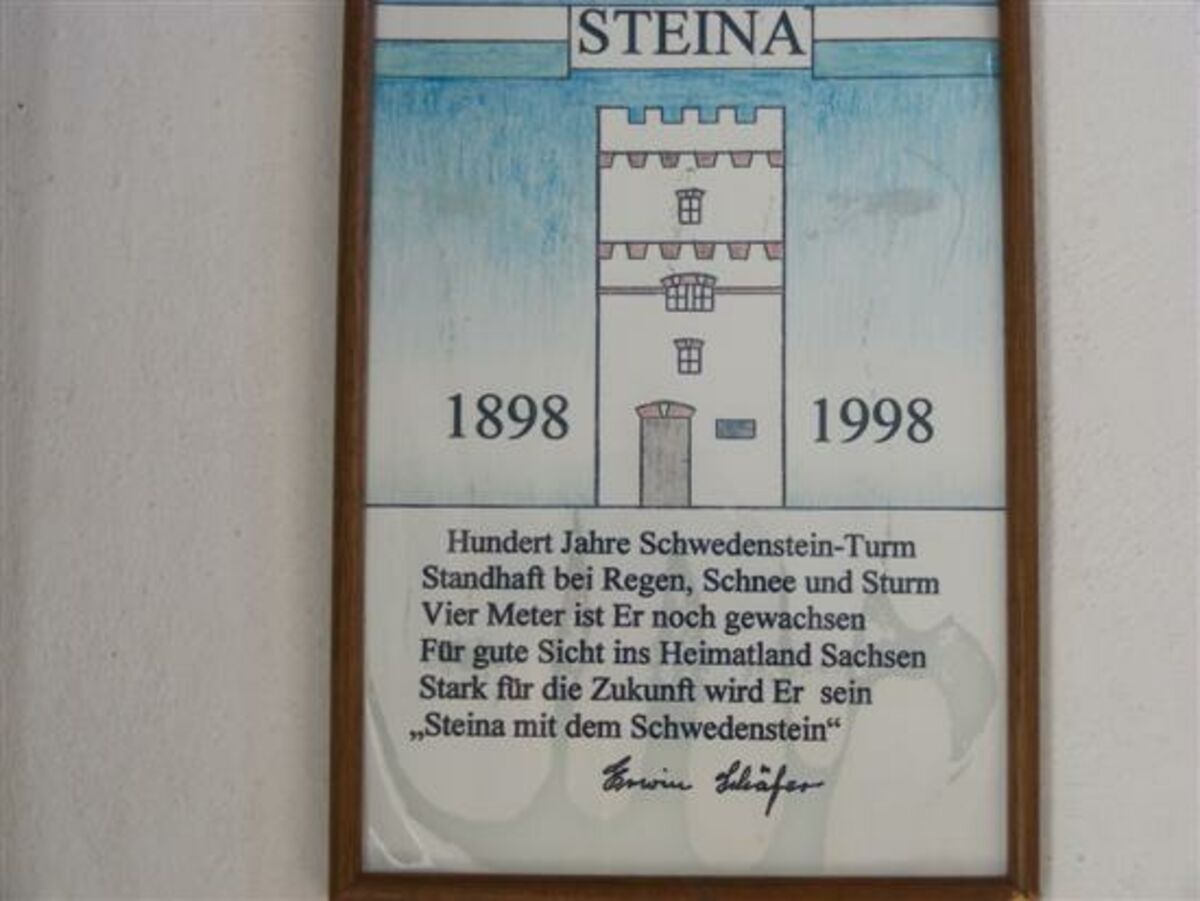 STEINA
1898 1998
Hundert Jahre Schwedenstein-Turm
Standhaft bei Regen, Schnee und Sturm
Vier Meter ist Er noch gewachsen
Für gute Sicht ins Heimatland Sachsen
Stark für die Zukunft wird Er sein
„Steina mit dem Schwedenstein“
Erwin Schäfer